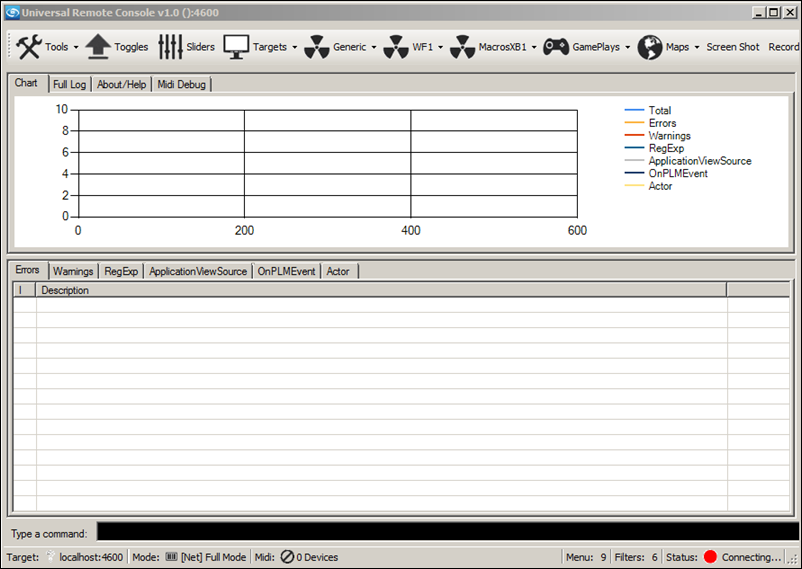 Universal Remote Console v1.0 ():4600
Tools Toggles Sliders Targets Generic WF1 MacrosXB1 GamePlays Maps Screen Shot Record
Chart Full Log About/Help Midi Debug
10
8
6
4
2
0
0 200 400 600
Total
Errors
Warnings
RegExp
ApplicationViewSource
OnPLMEvent
Actor
Errors Warnings RegExp ApplicationViewSource OnPLMEvent Actor
I Description
Type a command:
Target: localhost:4600 Mode: [Net] Full Mode Midi: 0 Devices Menu: 9 Filters: 6 Status: Connecting...